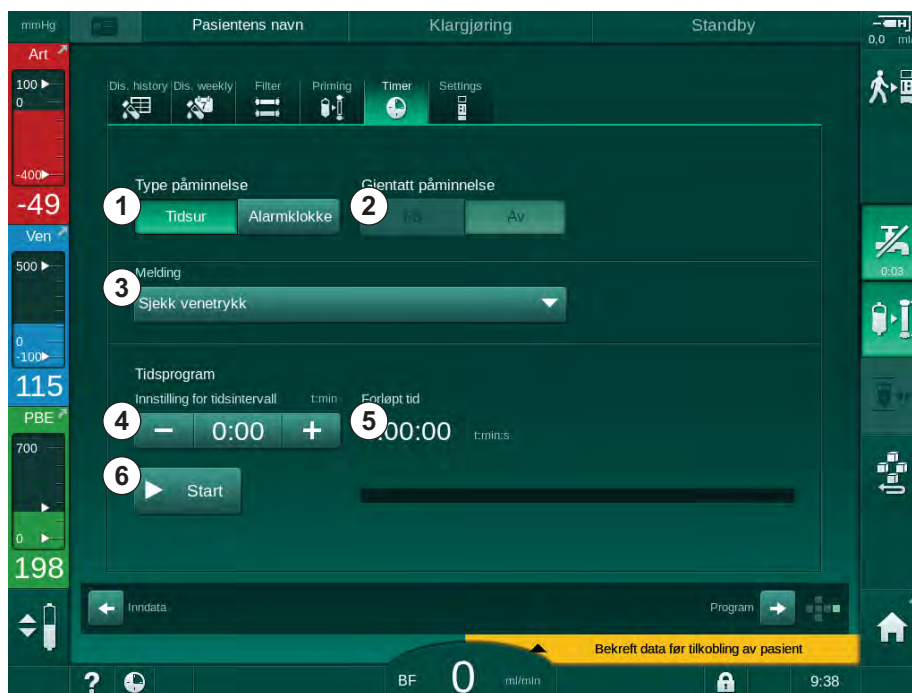 mmHg
Pasientens navn
Klargjøring
Standby
0,0 ml
Art
100
0
-400
-49
Ven
500
0
-100
115
PBE
700
0
198
Dis. history
Dis. weekly
Filter
Priming
Timer
Settings
Type påminnelse
Gjentatt påminnelse
1
Tidsur
Alarmklokke
2
Av
Melding
3
Sjekk venetrykk
Tidsprogram
Innstilling for tidsintervall
t:min
Forløpt tid
4
− 0:00 +
5
:00:00
t:min:s
6
Start
0:03
Inndata
Program
Bekreft data før tilkobling av pasient
?
BF
0
ml/min
9:38